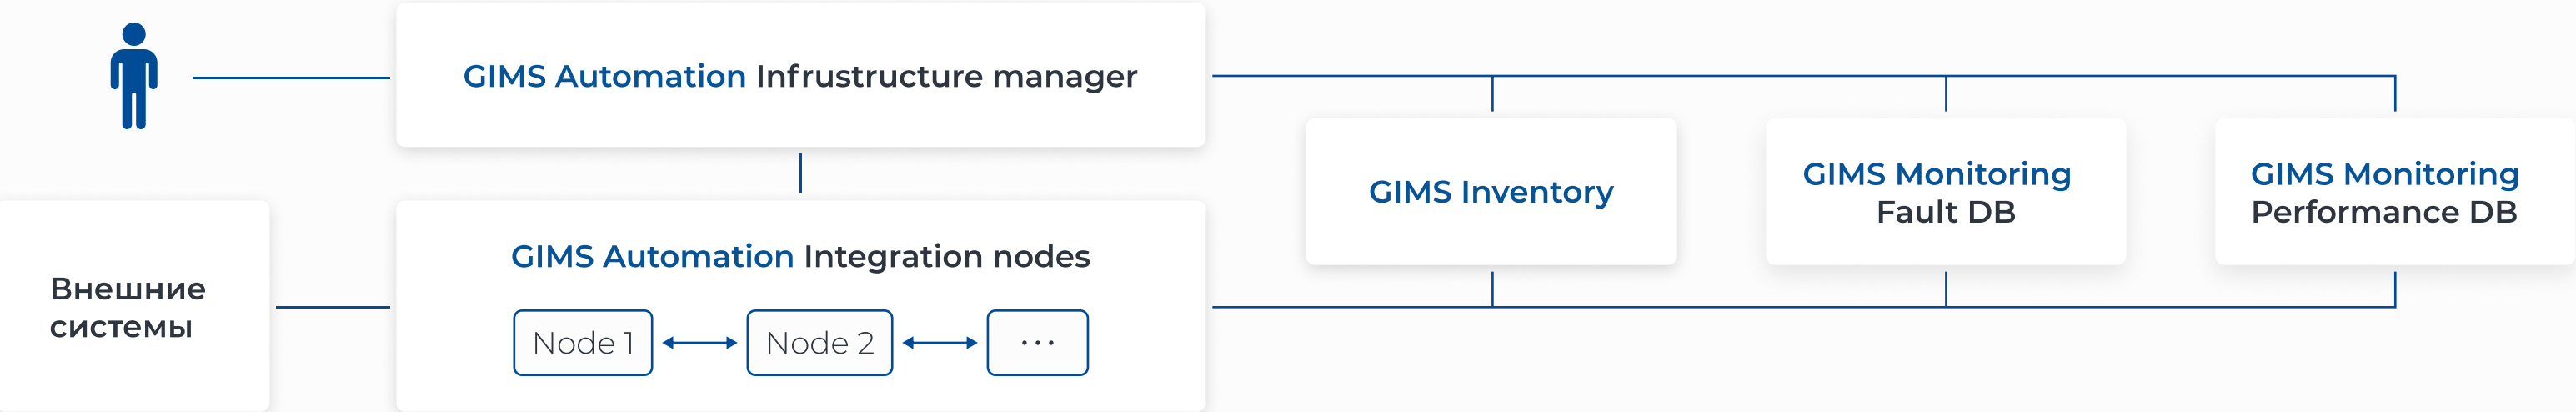 GIMS Automation Infrustructure manager
GIMS Inventory
GIMS Monitoring
Fault DB
GIMS Monitoring
Performance DB
Внешние
системы
GIMS Automation Integration nodes
Node 1
Node 2
...